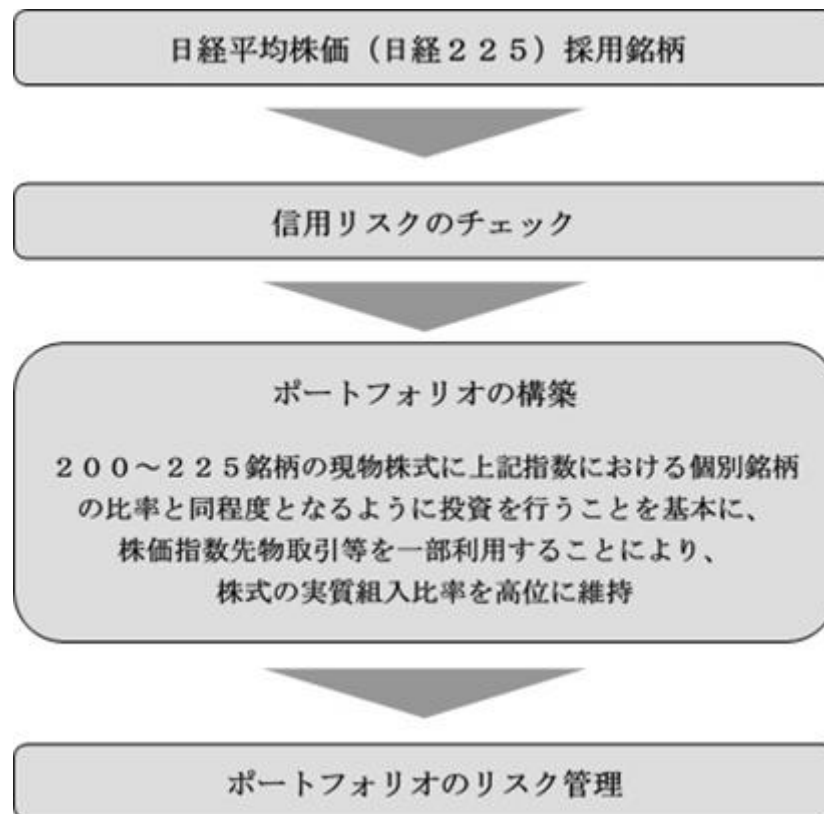 日経平均株価（日経２２５）採用銘柄
信用リスクのチェック
ポートフォリオの構築
２００～２２５銘柄の現物株式に上記指数における個別銘柄
の比率と同程度となるように投資を行うことを基本に、
株価指数先物取引等を一部利用することにより、
株式の実質組入比率を高位に維持
ポートフォリオのリスク管理